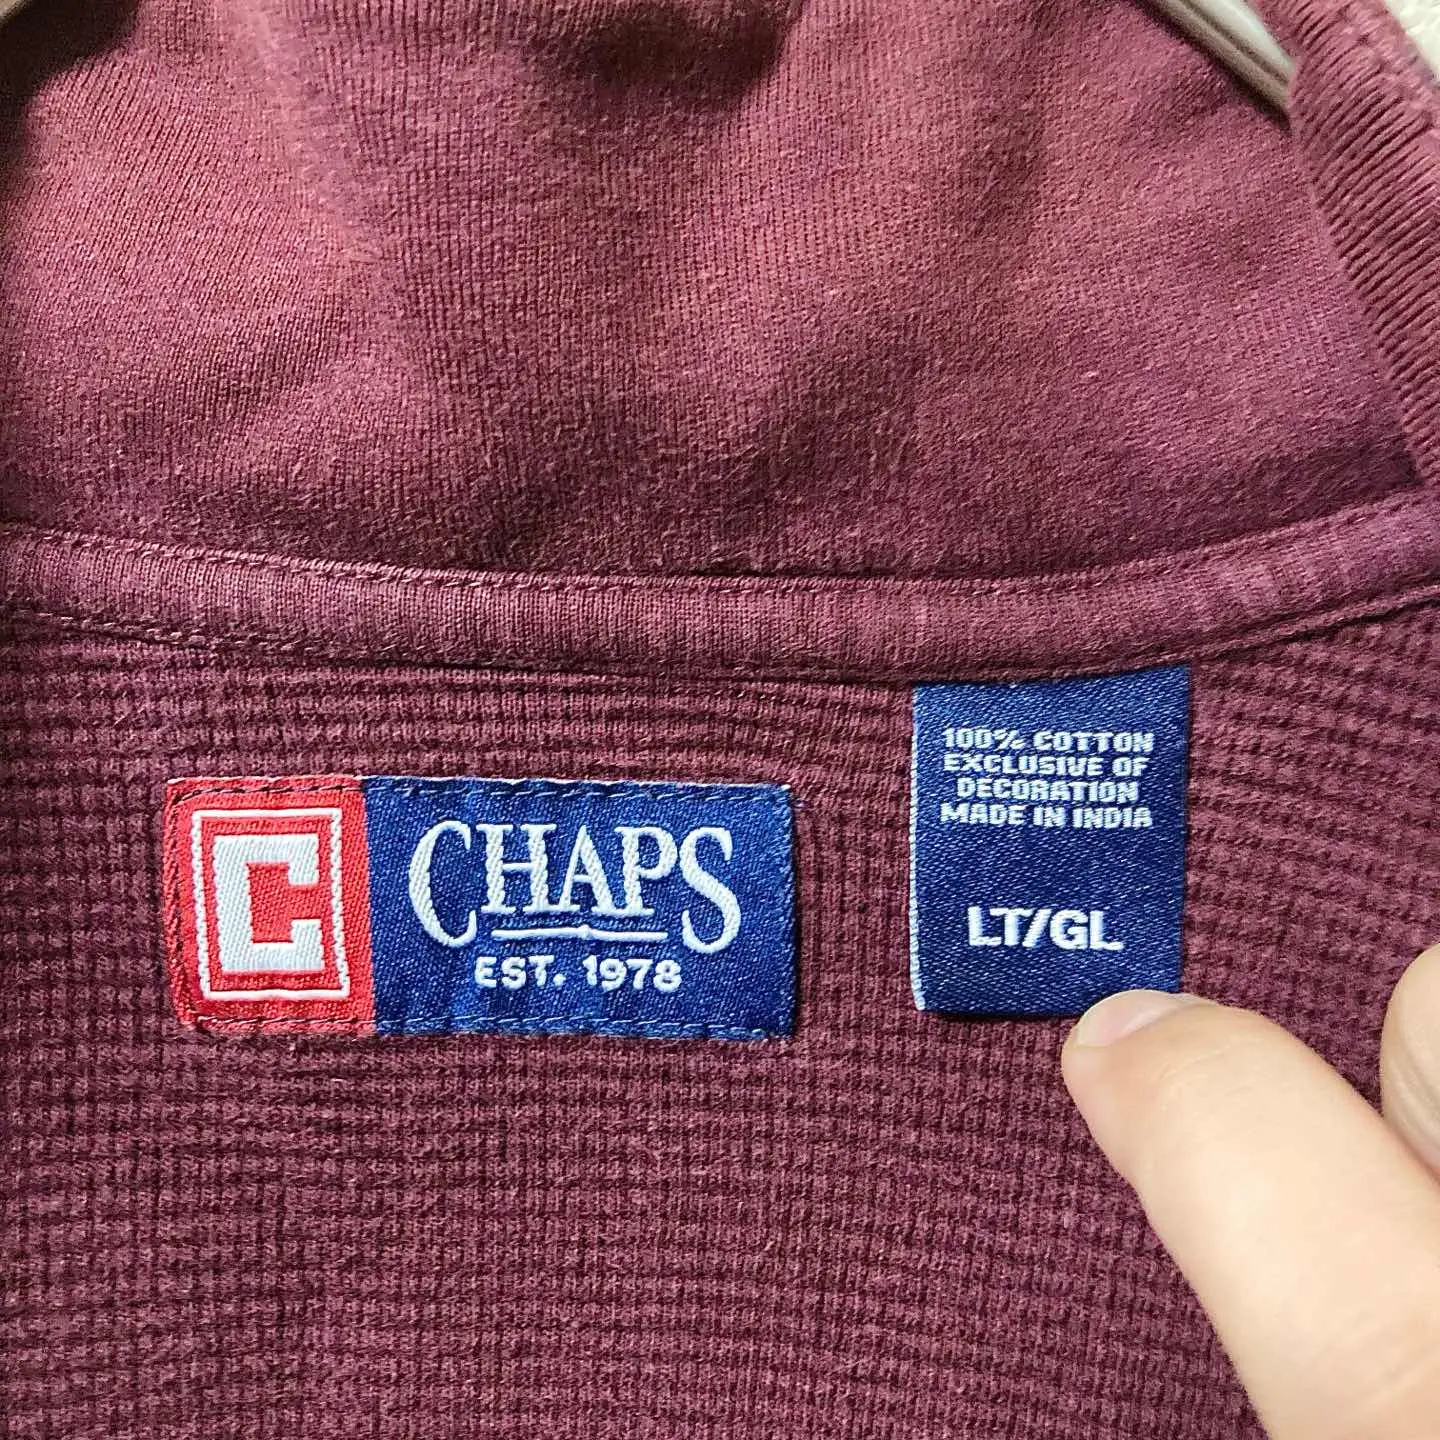 C
CHAPS
EST. 1978
100% COTTON
EXCLUSIVE OF
DECORATION
MADE IN INDIA
LT/GL